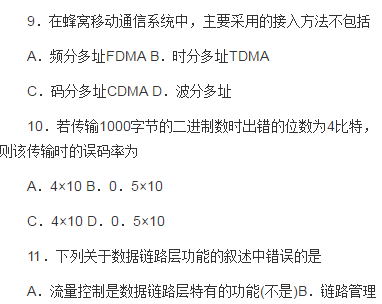 9．在蜂窝移动通信系统中，主要采用的接入方法不包括
A．频分多址FDMA B．时分多址TDMA
C．码分多址CDMA D．波分多址
10．若传输1000字节的二进制数时出错的位数为4比特，
则该传输时的误码率为
A．4×10 B．0．5×10
C．4×10 D．0．5×10
11．下列关于数据链路层功能的叙述中错误的是
A．流量控制是数据链路层特有的功能(不是)B．链路管理